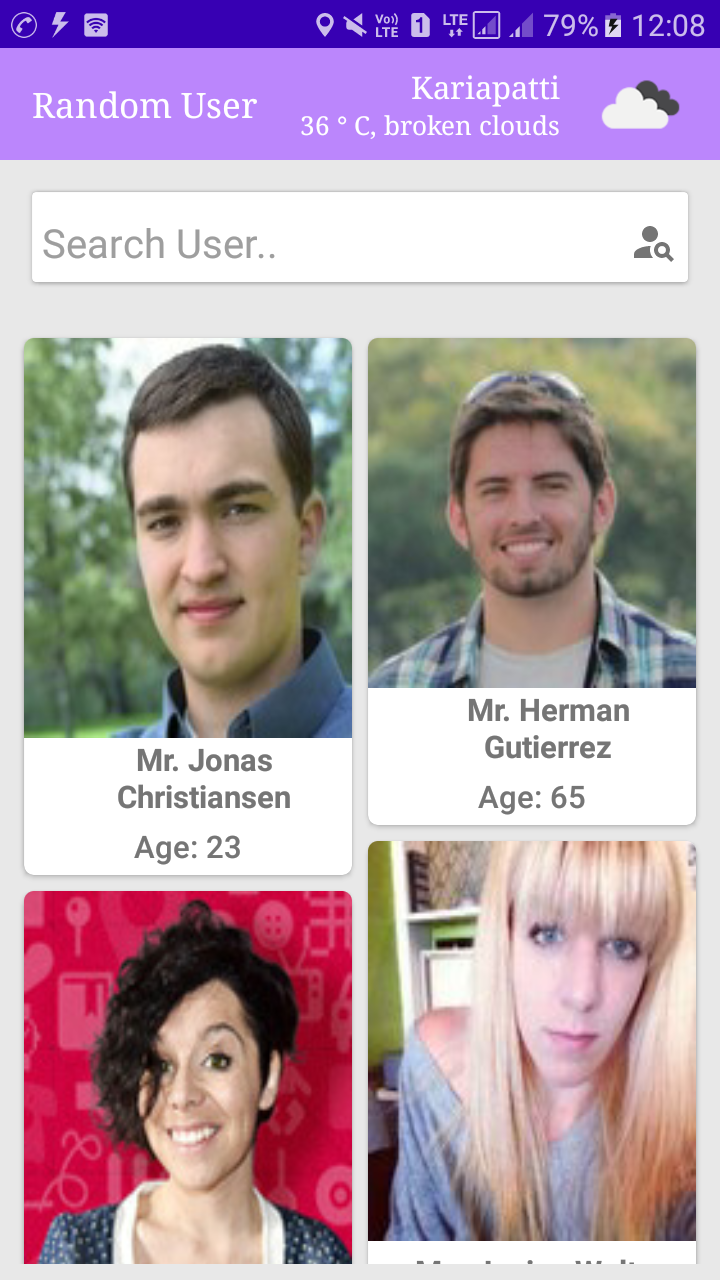 Vo))
LTE
1
LTE
79%
12:08
Random User
Kariapatti
36 ° C, broken clouds
Search User..
Mr. Jonas
Christiansen
Age: 23
Mr. Herman
Gutierrez
Age: 65